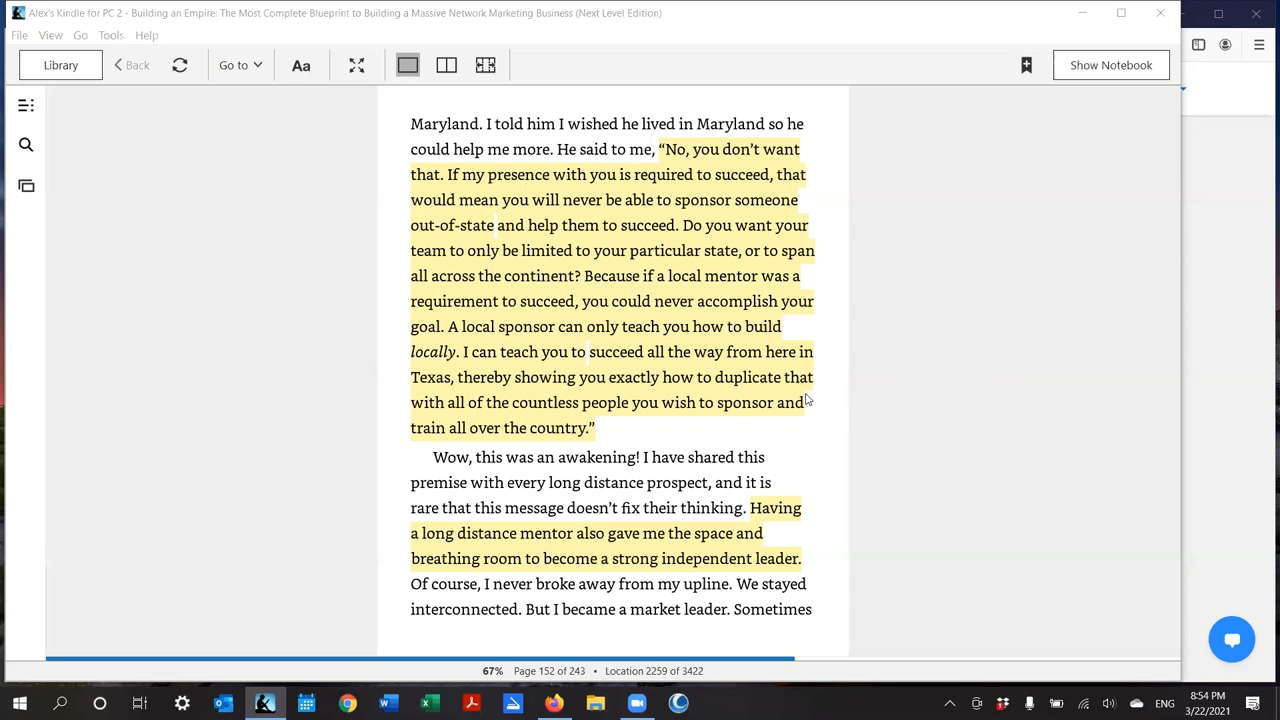 Alex's Kindle for PC 2 - Building an Empire: The Most Complete Blueprint to Building a Massive Network Marketing Business (Next Level Edition)
File View Go Tools Help
Library Back Go to Aa Show Notebook
Maryland. I told him I wished he lived in Maryland so he
could help me more. He said to me, “No, you don’t want
that. If my presence with you is required to succeed, that
would mean you will never be able to sponsor someone
out-of-state and help them to succeed. Do you want your
team to only be limited to your particular state, or to span
all across the continent? Because if a local mentor was a
requirement to succeed, you could never accomplish your
goal. A local sponsor can only teach you how to build
locally. I can teach you to succeed all the way from here in
Texas, thereby showing you exactly how to duplicate that
with all of the countless people you wish to sponsor and
train all over the country.”
Wow, this was an awakening! I have shared this
premise with every long distance prospect, and it is
rare that this message doesn’t fix their thinking. Having
a long distance mentor also gave me the space and
breathing room to become a strong independent leader.
Of course, I never broke away from my upline. We stayed
interconnected. But I became a market leader. Sometimes
67% Page 152 of 243 • Location 2259 of 3422
ENG 8:54 PM
3/22/2021